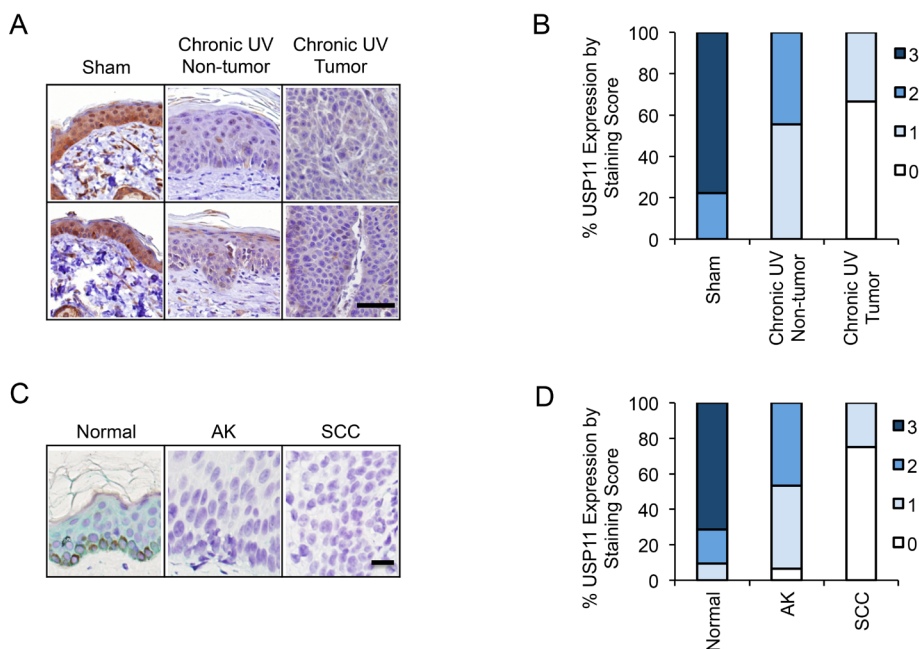 A
Sham
Chronic UV
Non-tumor
Chronic UV
Tumor
B
% USP11 Expression by
Staining Score
100
80
60
40
20
0
Sham
Chronic UV
Non-tumor
Chronic UV
Tumor
3
2
1
0
C
Normal
AK
SCC
D
% USP11 Expression by
Staining Score
100
80
60
40
20
0
Normal
AK
SCC
3
2
1
0